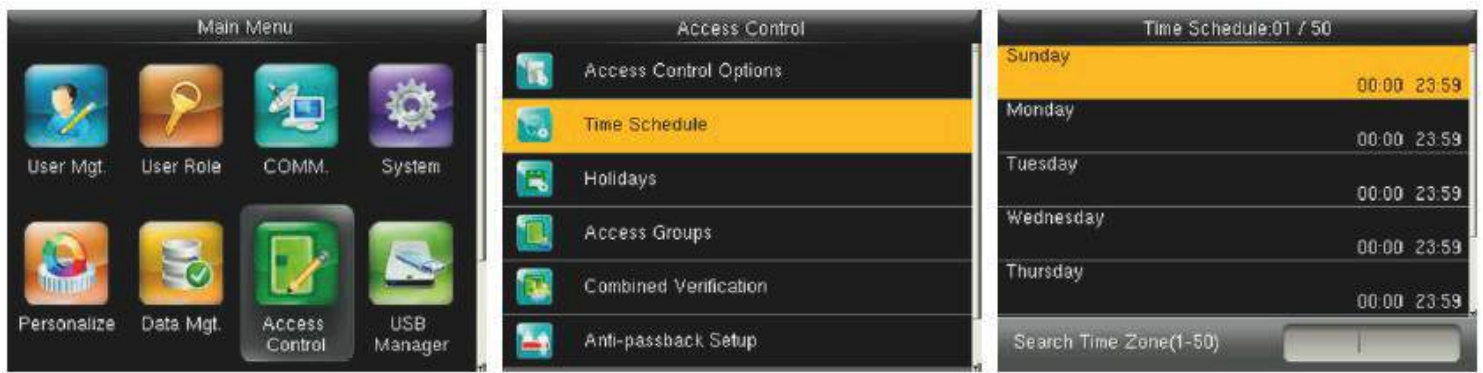 Main Menu
User Mgt.
User Role
COMM.
System
Personalize
Data Mgt.
Access
Control
USB
Manager
Access Control
Access Control Options
Time Schedule
Holidays
Access Groups
Combined Verification
Anti-passback Setup
Time Schedule:01 / 50
Sunday
00:00 23:59
Monday
00:00 23:59
Tuesday
00:00 23:59
Wednesday
00:00 23:59
Thursday
00:00 23:59
Search Time Zone(1-50)